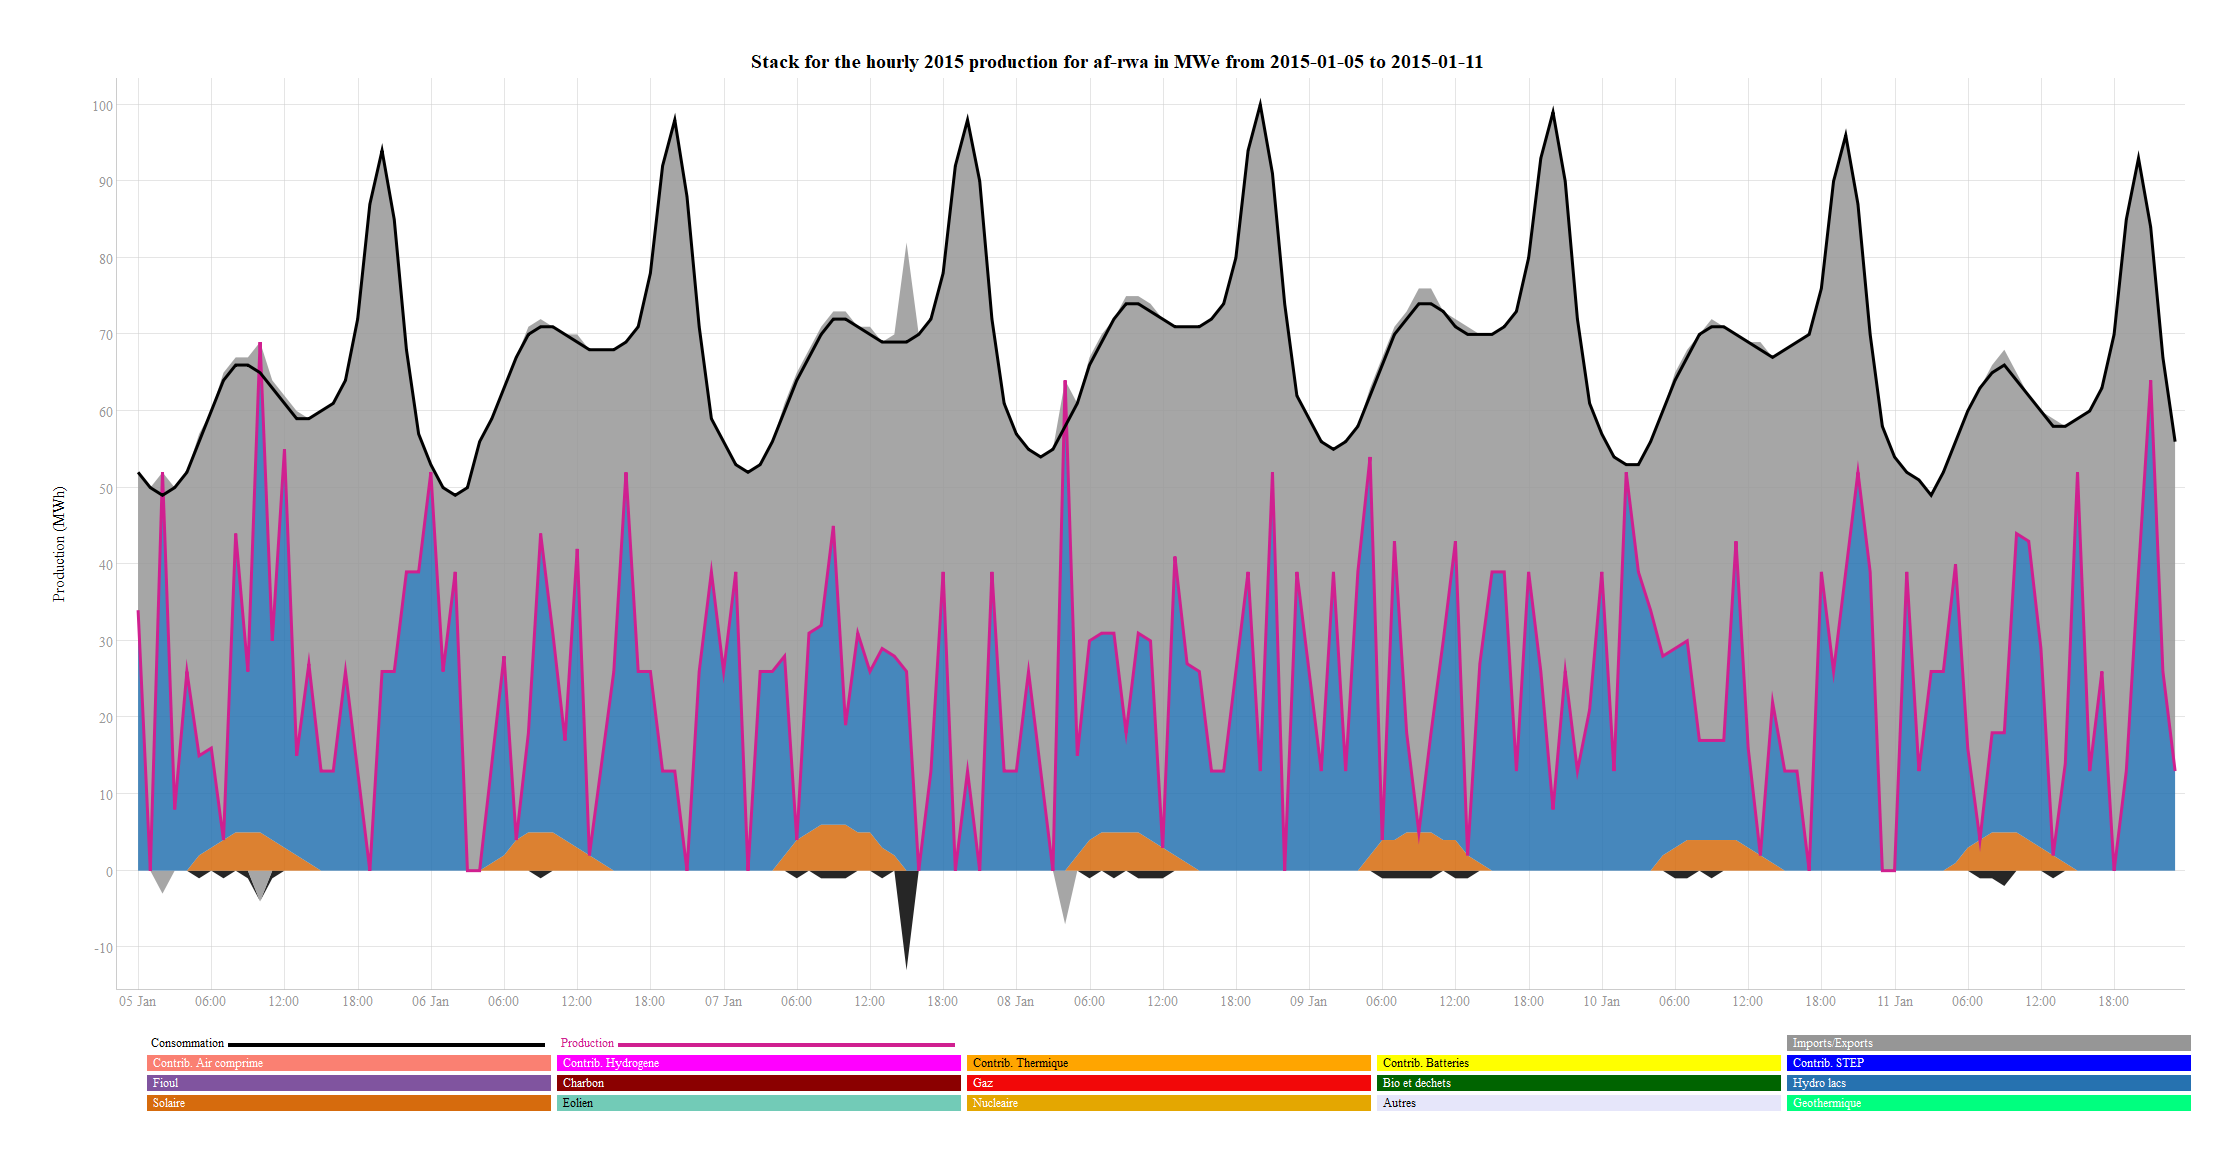 Stack for the hourly 2015 production for af-rwa in MWe from 2015-01-05 to 2015-01-11
Production (MWh)
100
90
80
70
60
50
40
30
20
10
0
-10
05 Jan 06:00 12:00 18:00 06 Jan 06:00 12:00 18:00 07 Jan 06:00 12:00 18:00 08 Jan 06:00 12:00 18:00 09 Jan 06:00 12:00 18:00 10 Jan 06:00 12:00 18:00 11 Jan 06:00 12:00 18:00
Consommation Production Imports/Exports
Contrib. Air comprime Contrib. Hydrogene Contrib. Thermique Contrib. Batteries Contrib. STEP
Fioul Charbon Gaz Bio et dechets Hydro lacs
Solaire Eolien Nucleaire Autres Geothermique